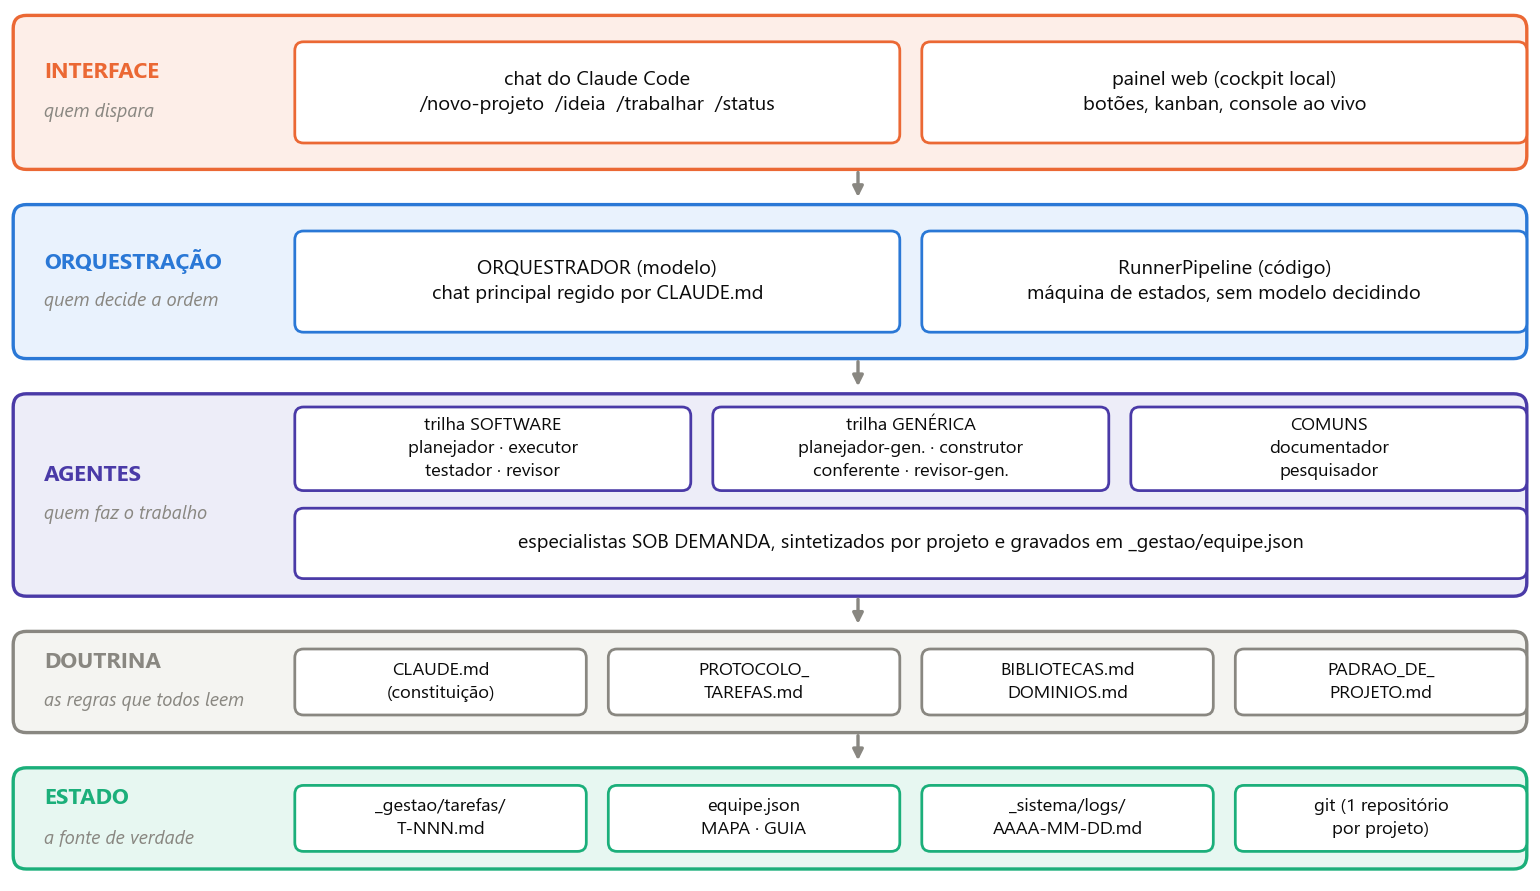 INTERFACE
quem dispara
chat do Claude Code
/novo-projeto /ideia /trabalhar /status
painel web (cockpit local)
botões, kanban, console ao vivo
ORQUESTRAÇÃO
quem decide a ordem
ORQUESTRADOR (modelo)
chat principal regido por CLAUDE.md
RunnerPipeline (código)
máquina de estados, sem modelo decidindo
AGENTES
quem faz o trabalho
trilha SOFTWARE
planejador · executor
testador · revisor
trilha GENÉRICA
planejador-gen. · construtor
conferente · revisor-gen.
COMUNS
documentador
pesquisador
especialistas SOB DEMANDA, sintetizados por projeto e gravados em _gestao/equipe.json
DOUTRINA
as regras que todos leem
CLAUDE.md
(constituição)
PROTOCOLO_
TAREFAS.md
BIBLIOTECAS.md
DOMINIOS.md
PADRAO_DE_
PROJETO.md
ESTADO
a fonte de verdade
_gestao/tarefas/
T-NNN.md
equipe.json
MAPA · GUIA
_sistema/logs/
AAAA-MM-DD.md
git (1 repositório
por projeto)